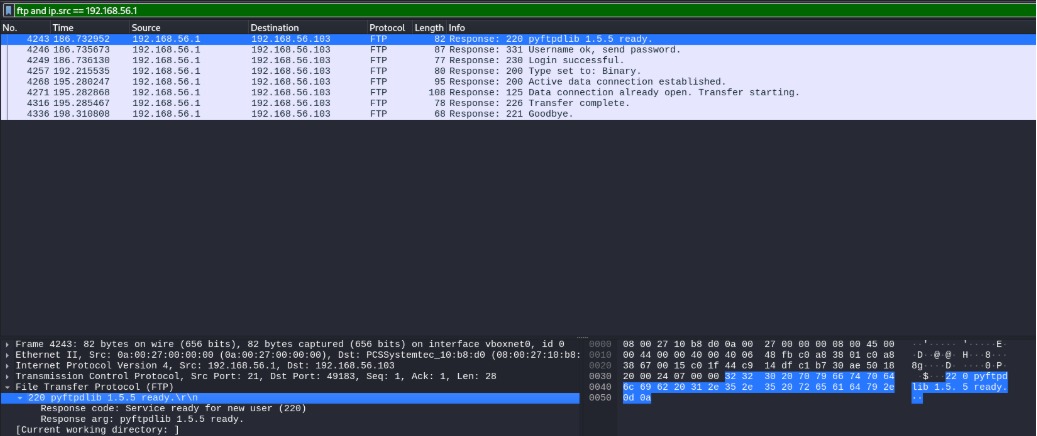 ftp and ip.src == 192.168.56.1
No. Time Source Destination Protocol Length Info
4243 186.732952 192.168.56.1 192.168.56.103 FTP 82 Response: 220 pyftpdlib 1.5.5 ready.
4246 186.735673 192.168.56.1 192.168.56.103 FTP 87 Response: 331 Username ok, send password.
4249 186.736130 192.168.56.1 192.168.56.103 FTP 77 Response: 230 Login successful.
4257 192.215535 192.168.56.1 192.168.56.103 FTP 80 Response: 200 Type set to: Binary.
4268 195.280247 192.168.56.1 192.168.56.103 FTP 95 Response: 200 Active data connection established.
4271 195.282868 192.168.56.1 192.168.56.103 FTP 108 Response: 125 Data connection already open. Transfer starting.
4316 195.285467 192.168.56.1 192.168.56.103 FTP 78 Response: 226 Transfer complete.
4336 198.310808 192.168.56.1 192.168.56.103 FTP 68 Response: 221 Goodbye.
Frame 4243: 82 bytes on wire (656 bits), 82 bytes captured (656 bits) on interface vboxnet0, id 0
Ethernet II, Src: 0a:00:27:00:00:00 (0a:00:27:00:00:00), Dst: PCSSystemtec_10:b8:d0 (08:00:27:10:b8:
Internet Protocol Version 4, Src: 192.168.56.1, Dst: 192.168.56.103
Transmission Control Protocol, Src Port: 21, Dst Port: 49183, Seq: 1, Ack: 1, Len: 28
File Transfer Protocol (FTP)
220 pyftpdlib 1.5.5 ready.\r\n
Response code: Service ready for new user (220)
Response arg: pyftpdlib 1.5.5 ready.
[Current working directory: ]
0000 08 00 27 10 b8 d0 0a 00 27 00 00 00 08 00 45 00 ··'····· '·····E·
0010 00 44 00 00 40 00 40 06 48 fb c0 a8 38 01 c0 a8 ·D··@·@· H···8···
0020 38 67 00 15 c0 1f 44 c9 14 df c1 b7 30 ae 50 18 8g····D· ····0·P·
0030 20 00 24 07 00 00 32 32 30 20 70 79 66 74 70 64 ·$···22 0 pyftpd
0040 6c 69 62 20 31 2e 35 2e 35 20 72 65 61 64 79 2e lib 1.5. 5 ready.
0050 0d 0a ··